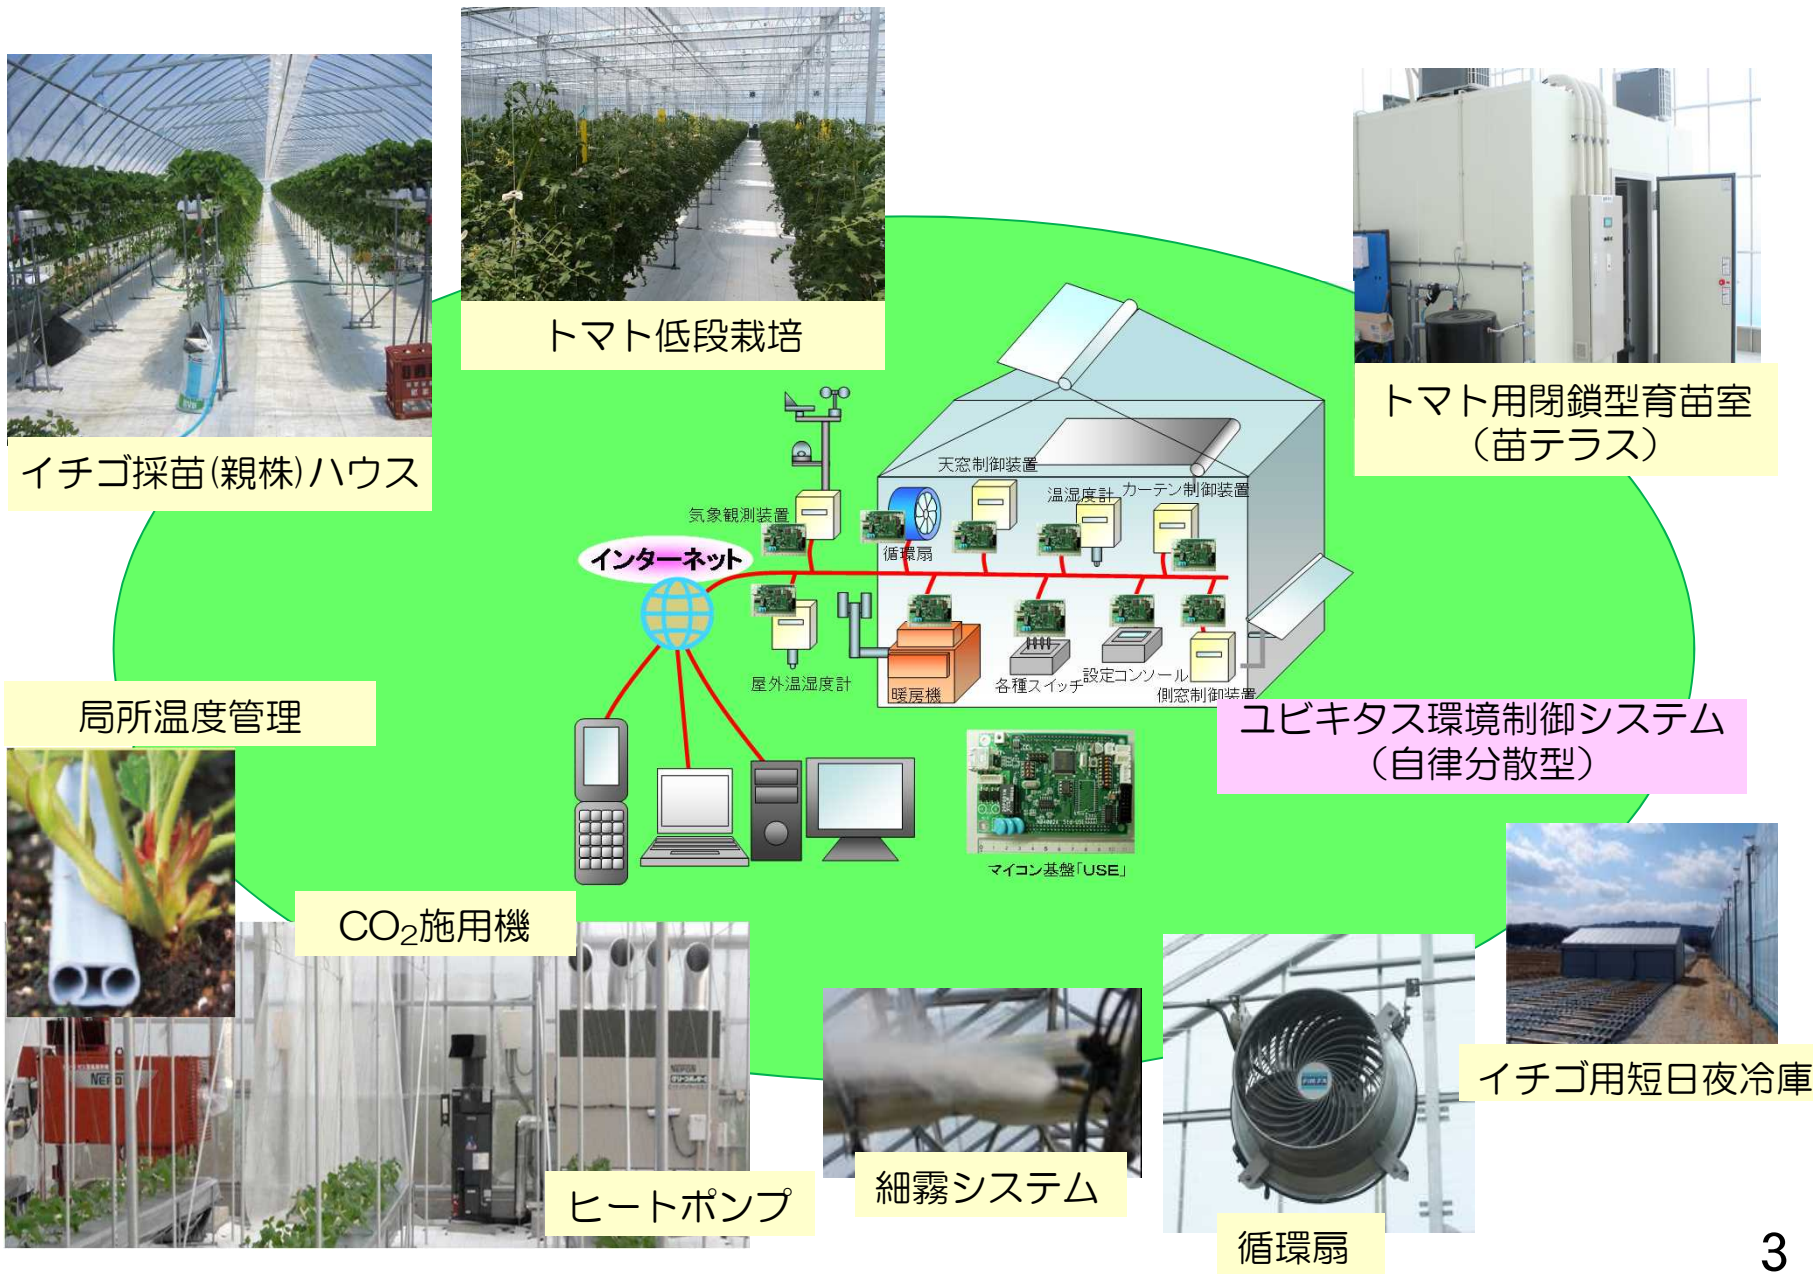 トマト低段栽培
イチゴ採苗(親株)ハウス
トマト用閉鎖型育苗室
（苗テラス）
天窓制御装置
温湿度計
カーテン制御装置
気象観測装置
循環扇
インターネット
屋外温湿度計
暖房機
各種スイッチ
設定コンソール
側窓制御装置
ユビキタス環境制御システム
（自律分散型）
局所温度管理
マイコン基盤「USE」
CO₂施用機
NEPON
NEPON
イチゴ用短日夜冷庫
ヒートポンプ
細霧システム
循環扇
3